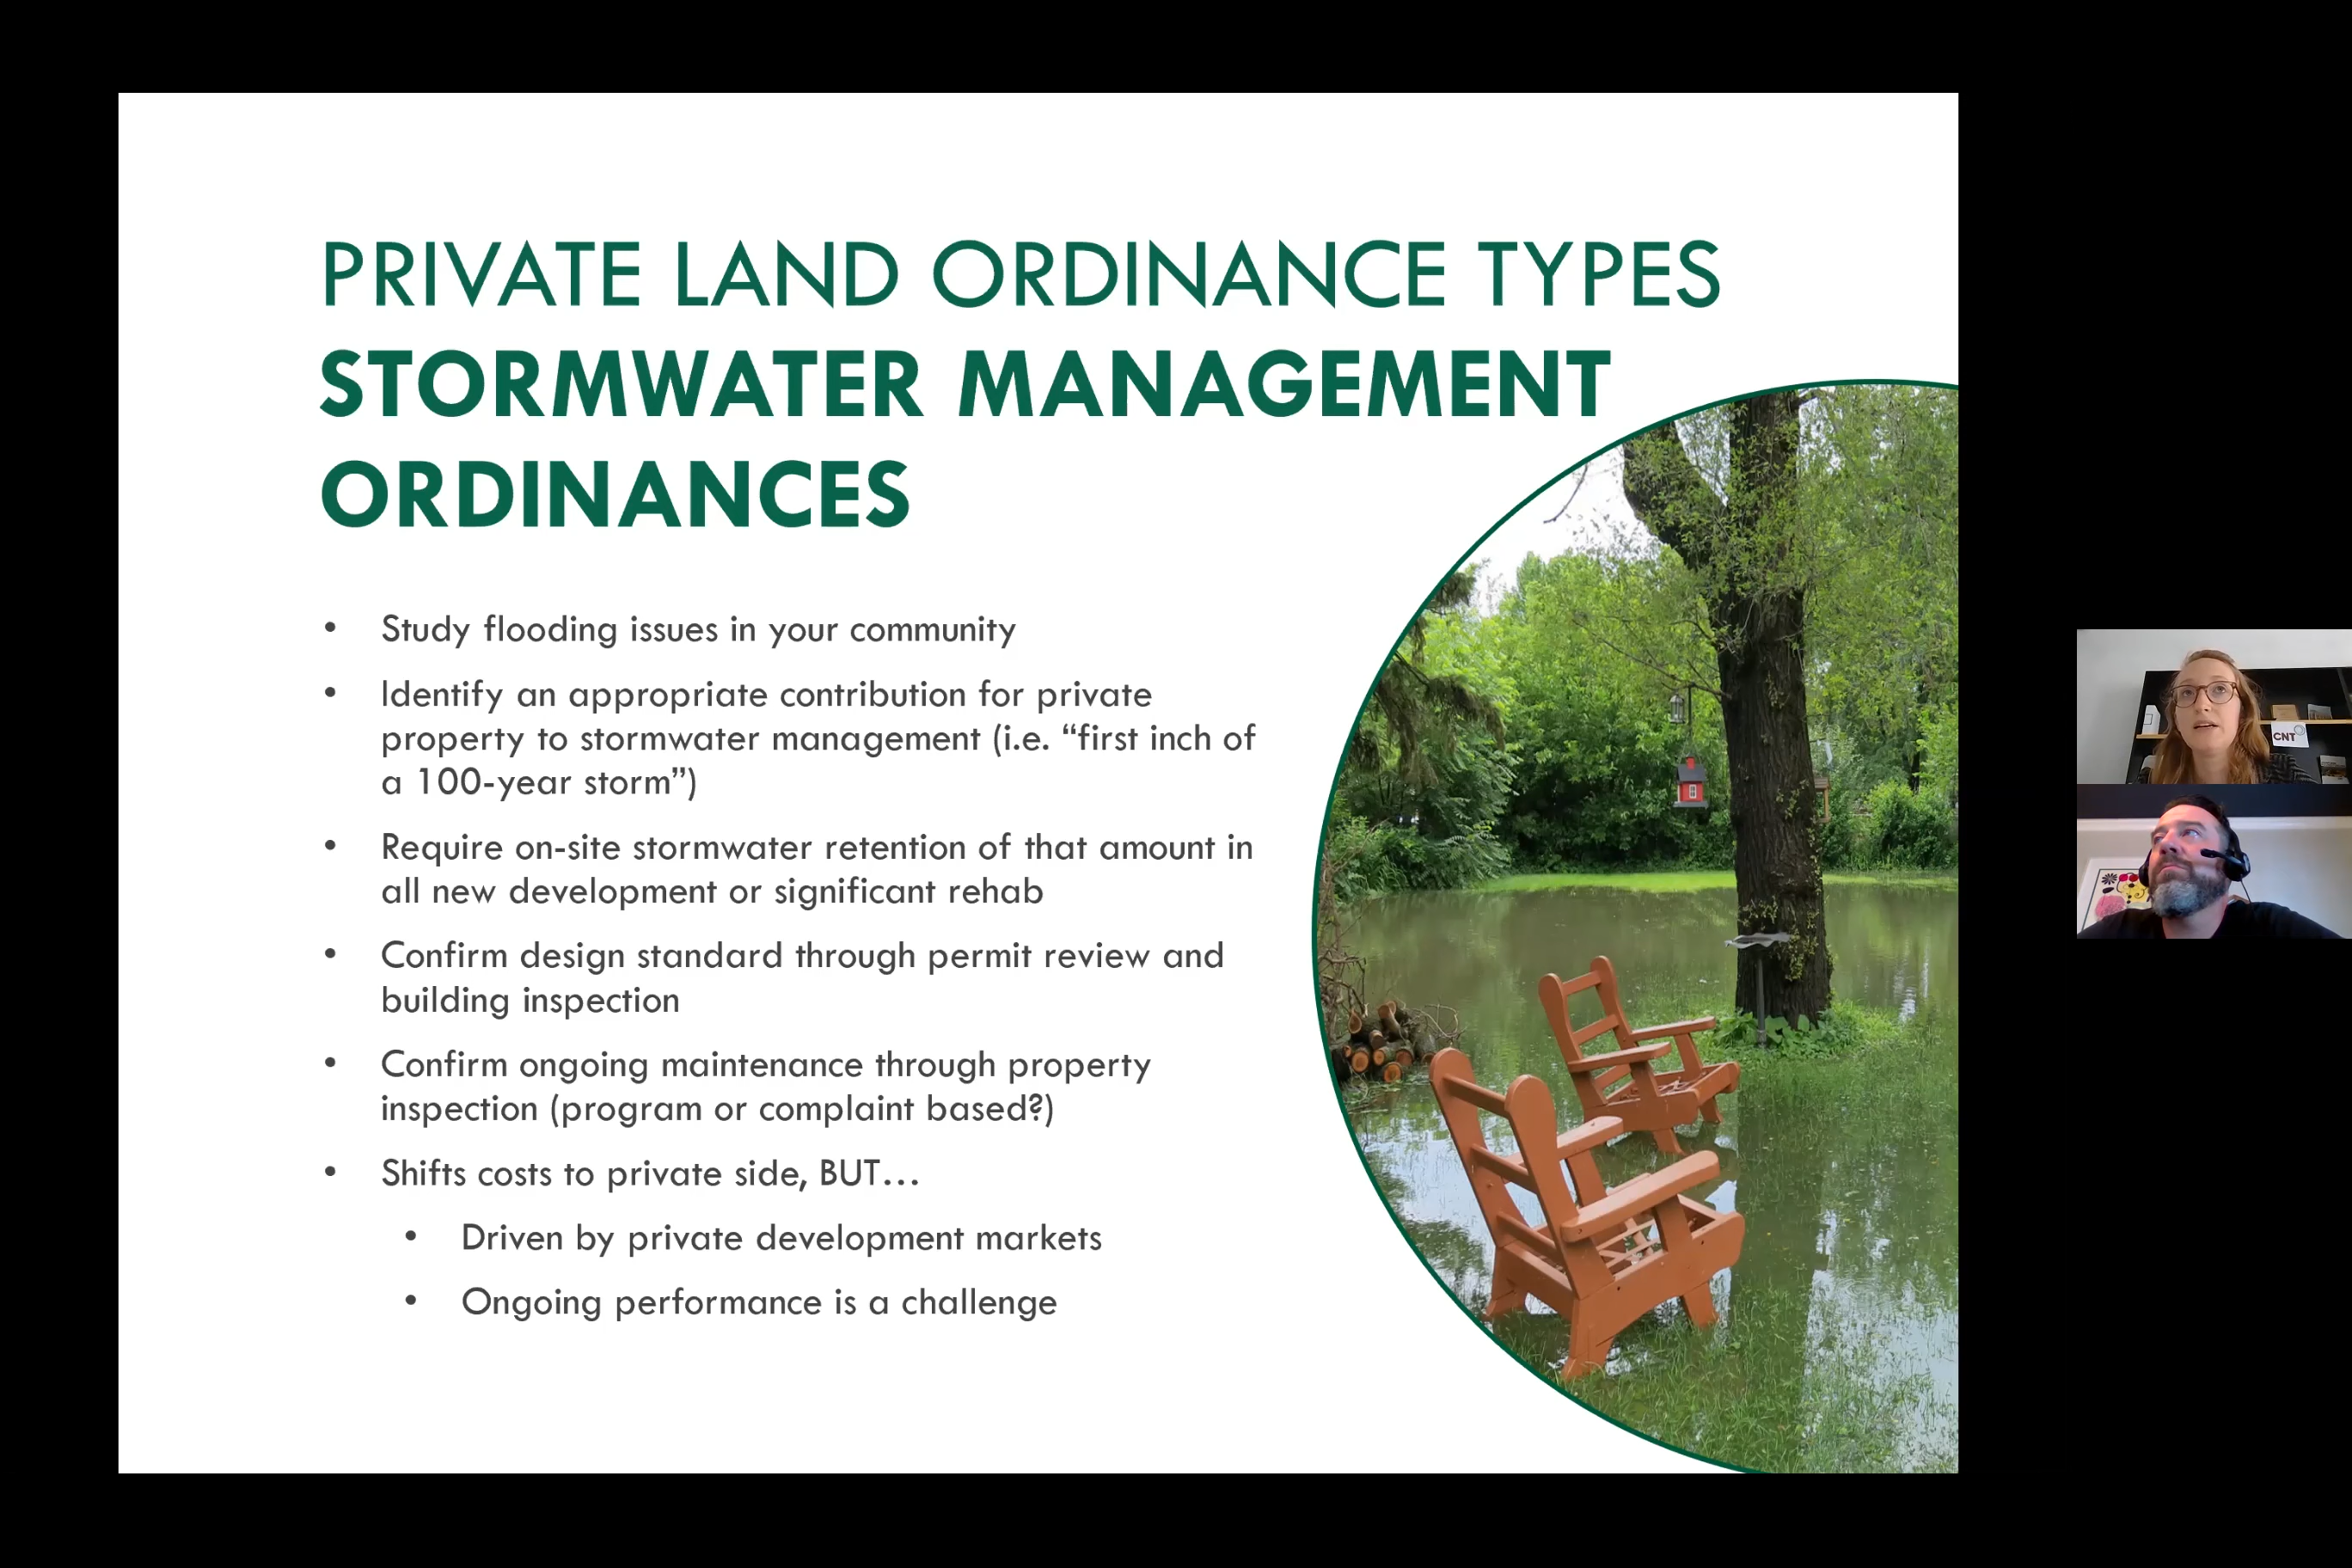 PRIVATE LAND ORDINANCE TYPES
STORMWATER MANAGEMENT
ORDINANCES
• Study flooding issues in your community
• Identify an appropriate contribution for private
property to stormwater management (i.e. “first inch of
a 100-year storm”)
• Require on-site stormwater retention of that amount in
all new development or significant rehab
• Confirm design standard through permit review and
building inspection
• Confirm ongoing maintenance through property
inspection (program or complaint based?)
• Shifts costs to private side, BUT…
• Driven by private development markets
• Ongoing performance is a challenge
CNT